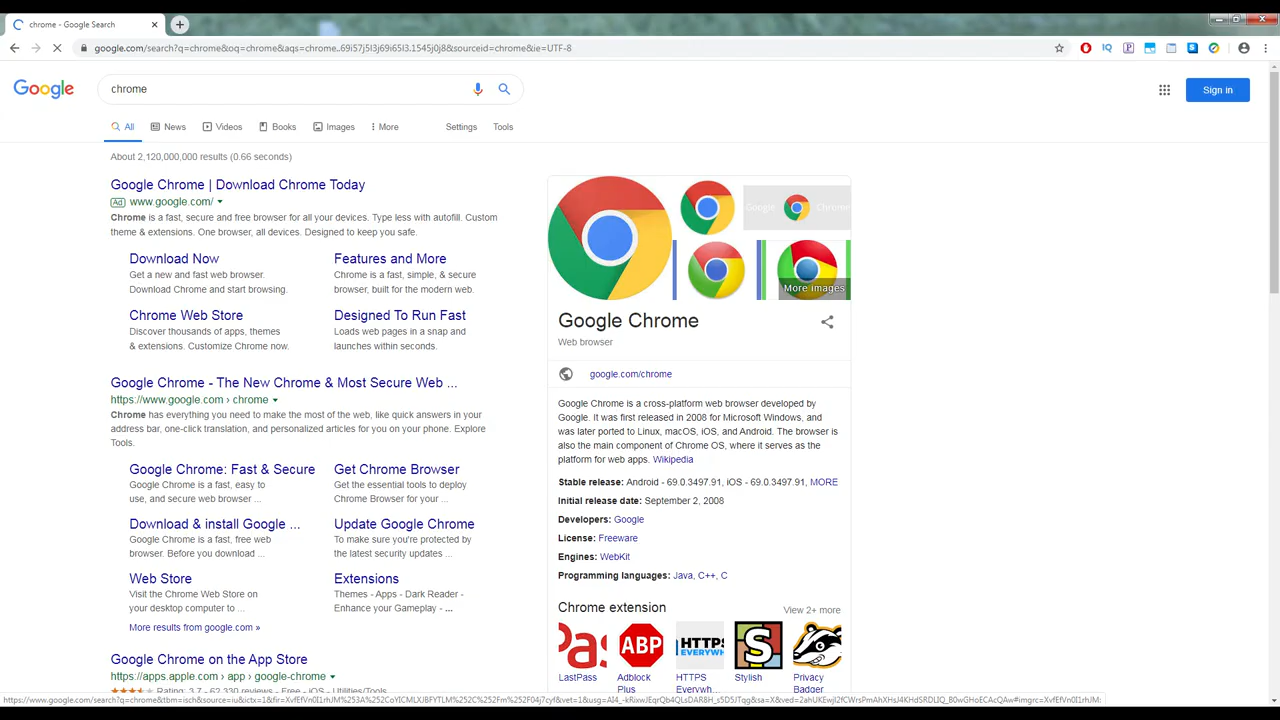 chrome - Google Search
google.com/search?q=chrome&oq=chrome&aqs=chrome..69i57j5l3j69i65l3.1545j0j8&sourceid=chrome&ie=UTF-8
IQ
Google
chrome
Sign in
All
News
Videos
Books
Images
More
Settings
Tools
About 2,120,000,000 results (0.66 seconds)
Google Chrome | Download Chrome Today
Ad www.google.com/
Chrome is a fast, secure and free browser for all your devices. Type less with autofill. Custom
theme & extensions. One browser, all devices. Designed to keep you safe.
Download Now
Get a new and fast web browser.
Download Chrome and start browsing.
Features and More
Chrome is a fast, simple, & secure
browser, built for the modern web.
Chrome Web Store
Discover thousands of apps, themes
& extensions. Customize Chrome now.
Designed To Run Fast
Loads web pages in a snap and
launches within seconds.
Google Chrome - The New Chrome & Most Secure Web ...
https://www.google.com › chrome
Chrome has everything you need to make the most of the web, like quick answers in your
address bar, one-click translation, and personalized articles for you on your phone. Explore
Tools.
Google Chrome: Fast & Secure
Google Chrome is a fast, easy to
use, and secure web browser ...
Get Chrome Browser
Get the essential tools to deploy
Chrome Browser for your ...
Download & install Google ...
Google Chrome is a fast, free web
browser. Before you download ...
Update Google Chrome
To make sure you're protected by
the latest security updates ...
Web Store
Visit the Chrome Web Store on
your desktop computer to ...
Extensions
Themes - Apps - Dark Reader -
Enhance your Gameplay - ...
More results from google.com »
Google Chrome on the App Store
https://apps.apple.com › app › google-chrome
Rating: 3.7 - 62,330 reviews - Free - iOS - Utilities/Tools
Google Chrome
More images
Google Chrome
Web browser
google.com/chrome
Google Chrome is a cross-platform web browser developed by
Google. It was first released in 2008 for Microsoft Windows, and
was later ported to Linux, macOS, iOS, and Android. The browser is
also the main component of Chrome OS, where it serves as the
platform for web apps. Wikipedia
Stable release: Android - 69.0.3497.91, iOS - 69.0.3497.91, MORE
Initial release date: September 2, 2008
Developers: Google
License: Freeware
Engines: WebKit
Programming languages: Java, C++, C
Chrome extension
View 2+ more
Pas
ABP
HTTPS
EVERYWHE
S
LastPass
Adblock
Plus
HTTPS
Everywh...
Stylish
Privacy
Badger